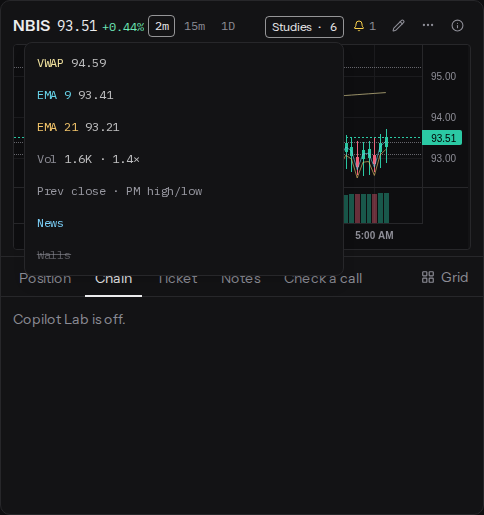 NBIS 93.51 +0.44% 2m 15m 1D Studies · 6 1
VWAP 94.59
EMA 9 93.41
EMA 21 93.21
Vol 1.6K · 1.4×
Prev close · PM high/low
News
Walls
95.00
94.00
93.51
93.00
5:00 AM
Position Chain Ticket Notes Check a call Grid
Copilot Lab is off.